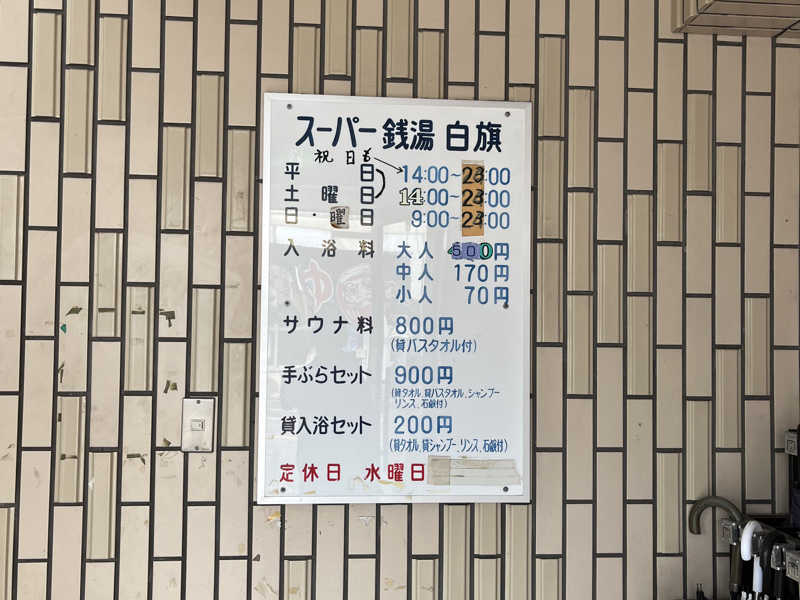 スーパー銭湯 白旗
祝日も
平日 14:00~23:00
土曜日 14:00~23:00
日・曜日 9:00~23:00
入浴料 大人 500円
中人 170円
小人 70円
サウナ料 800円
(貸バスタオル付)
手ぶらセット 900円
(貸タオル、貸バスタオル、シャンプー
リンス、石鹸付)
貸入浴セット 200円
(貸タオル、貸シャンプー、リンス、石鹸付)
定休日 水曜日